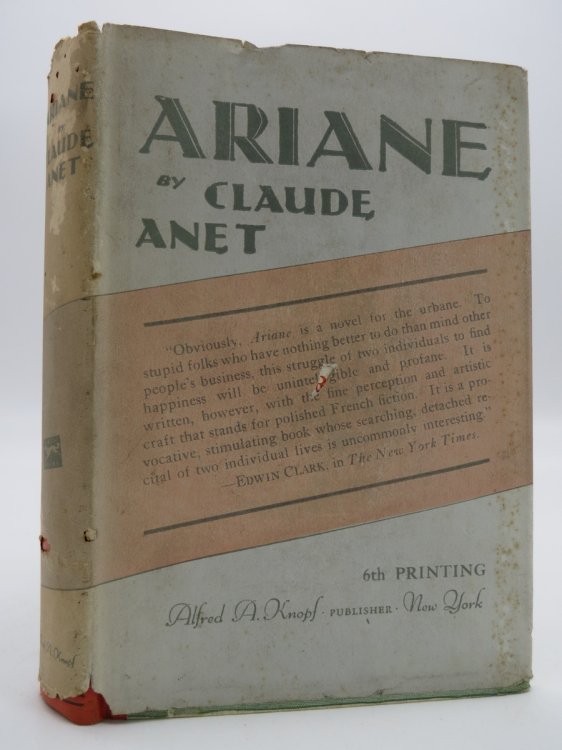 ARIANE
BY CLAUDE
ANET
"Obviously, Ariane is a novel for the urbane. To
stupid folks who have nothing better to do than mind other
people's business, this struggle of two individuals to find
happiness will be uninte ible and profane. It is
written, however, with the fine perception and artistic
craft that stands for polished French fiction. It is a pro-
vocative, stimulating book whose searching, detached re-
cital of two individual lives is uncommonly interesting."
—EDWIN CLARK, in The New York Times.
6th PRINTING
Alfred A. Knopf · PUBLISHER · New York
ARIANE
BY
CLAUDE
ANET
Knopf